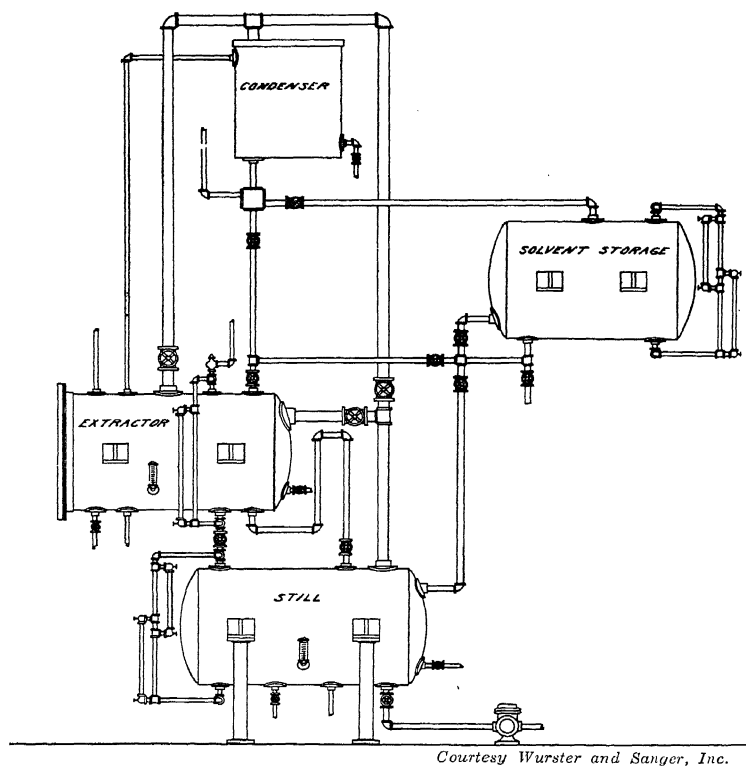 CONDENSER
SOLVENT STORAGE
EXTRACTOR
STILL
Courtesy Wurster and Sanger, Inc.